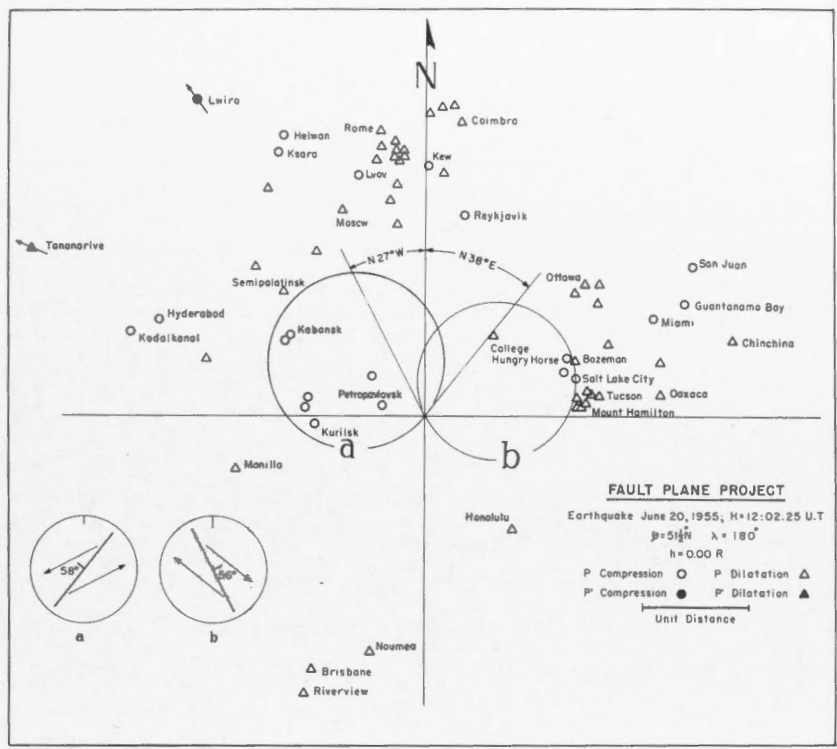 N
Lwiro
Helwan
Ksara
Rome
Coimbra
Lvov
Kew
Moscw
Reykjavik
Tananarive
N 27° W
N 38° E
Semipalatinsk
Ottawa
San Juan
Hyderabad
Kodaikanal
Guantanamo Bay
Miami
Kabansk
College
Chinchina
Hungry Horse
Bozeman
Petropavlovsk
Salt Lake City
Tucson
Oaxaca
Mount Hamilton
Kurilsk
a
b
Manilla
Honolulu
FAULT PLANE PROJECT
Earthquake June 20, 1955; H=12:02.25 U.T
φ=51½°N λ = 180°
h=0.00 R
P Compression P Dilatation
P' Compression P' Dilatation
Unit Distance
58°
56°
a
b
Noumea
Brisbane
Riverview